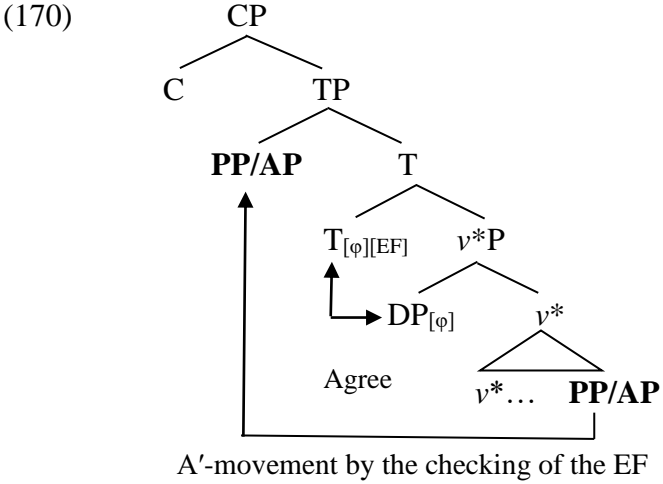 (170) CP
C TP
PP/AP T
T[φ][EF] v*P
DP[φ] v*
Agree
v*… PP/AP
A′-movement by the checking of the EF